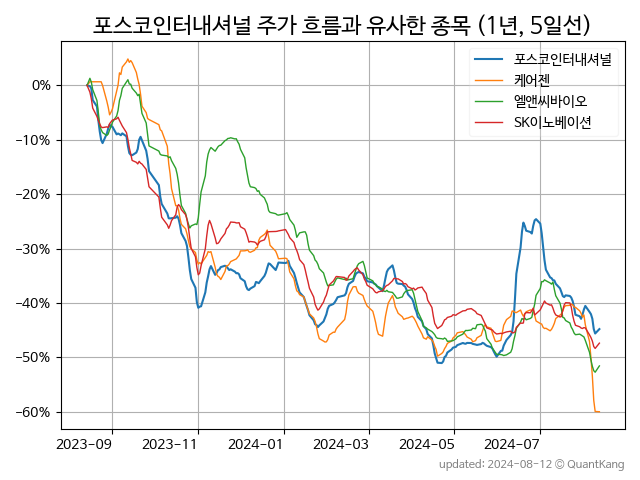 포스코인터내셔널 주가 흐름과 유사한 종목 (1년, 5일선)
포스코인터내셔널
케어젠
엘앤씨바이오
SK이노베이션
0%
−10%
−20%
−30%
−40%
−50%
−60%
2023-09 2023-11 2024-01 2024-03 2024-05 2024-07
updated: 2024-08-12 © QuantKang